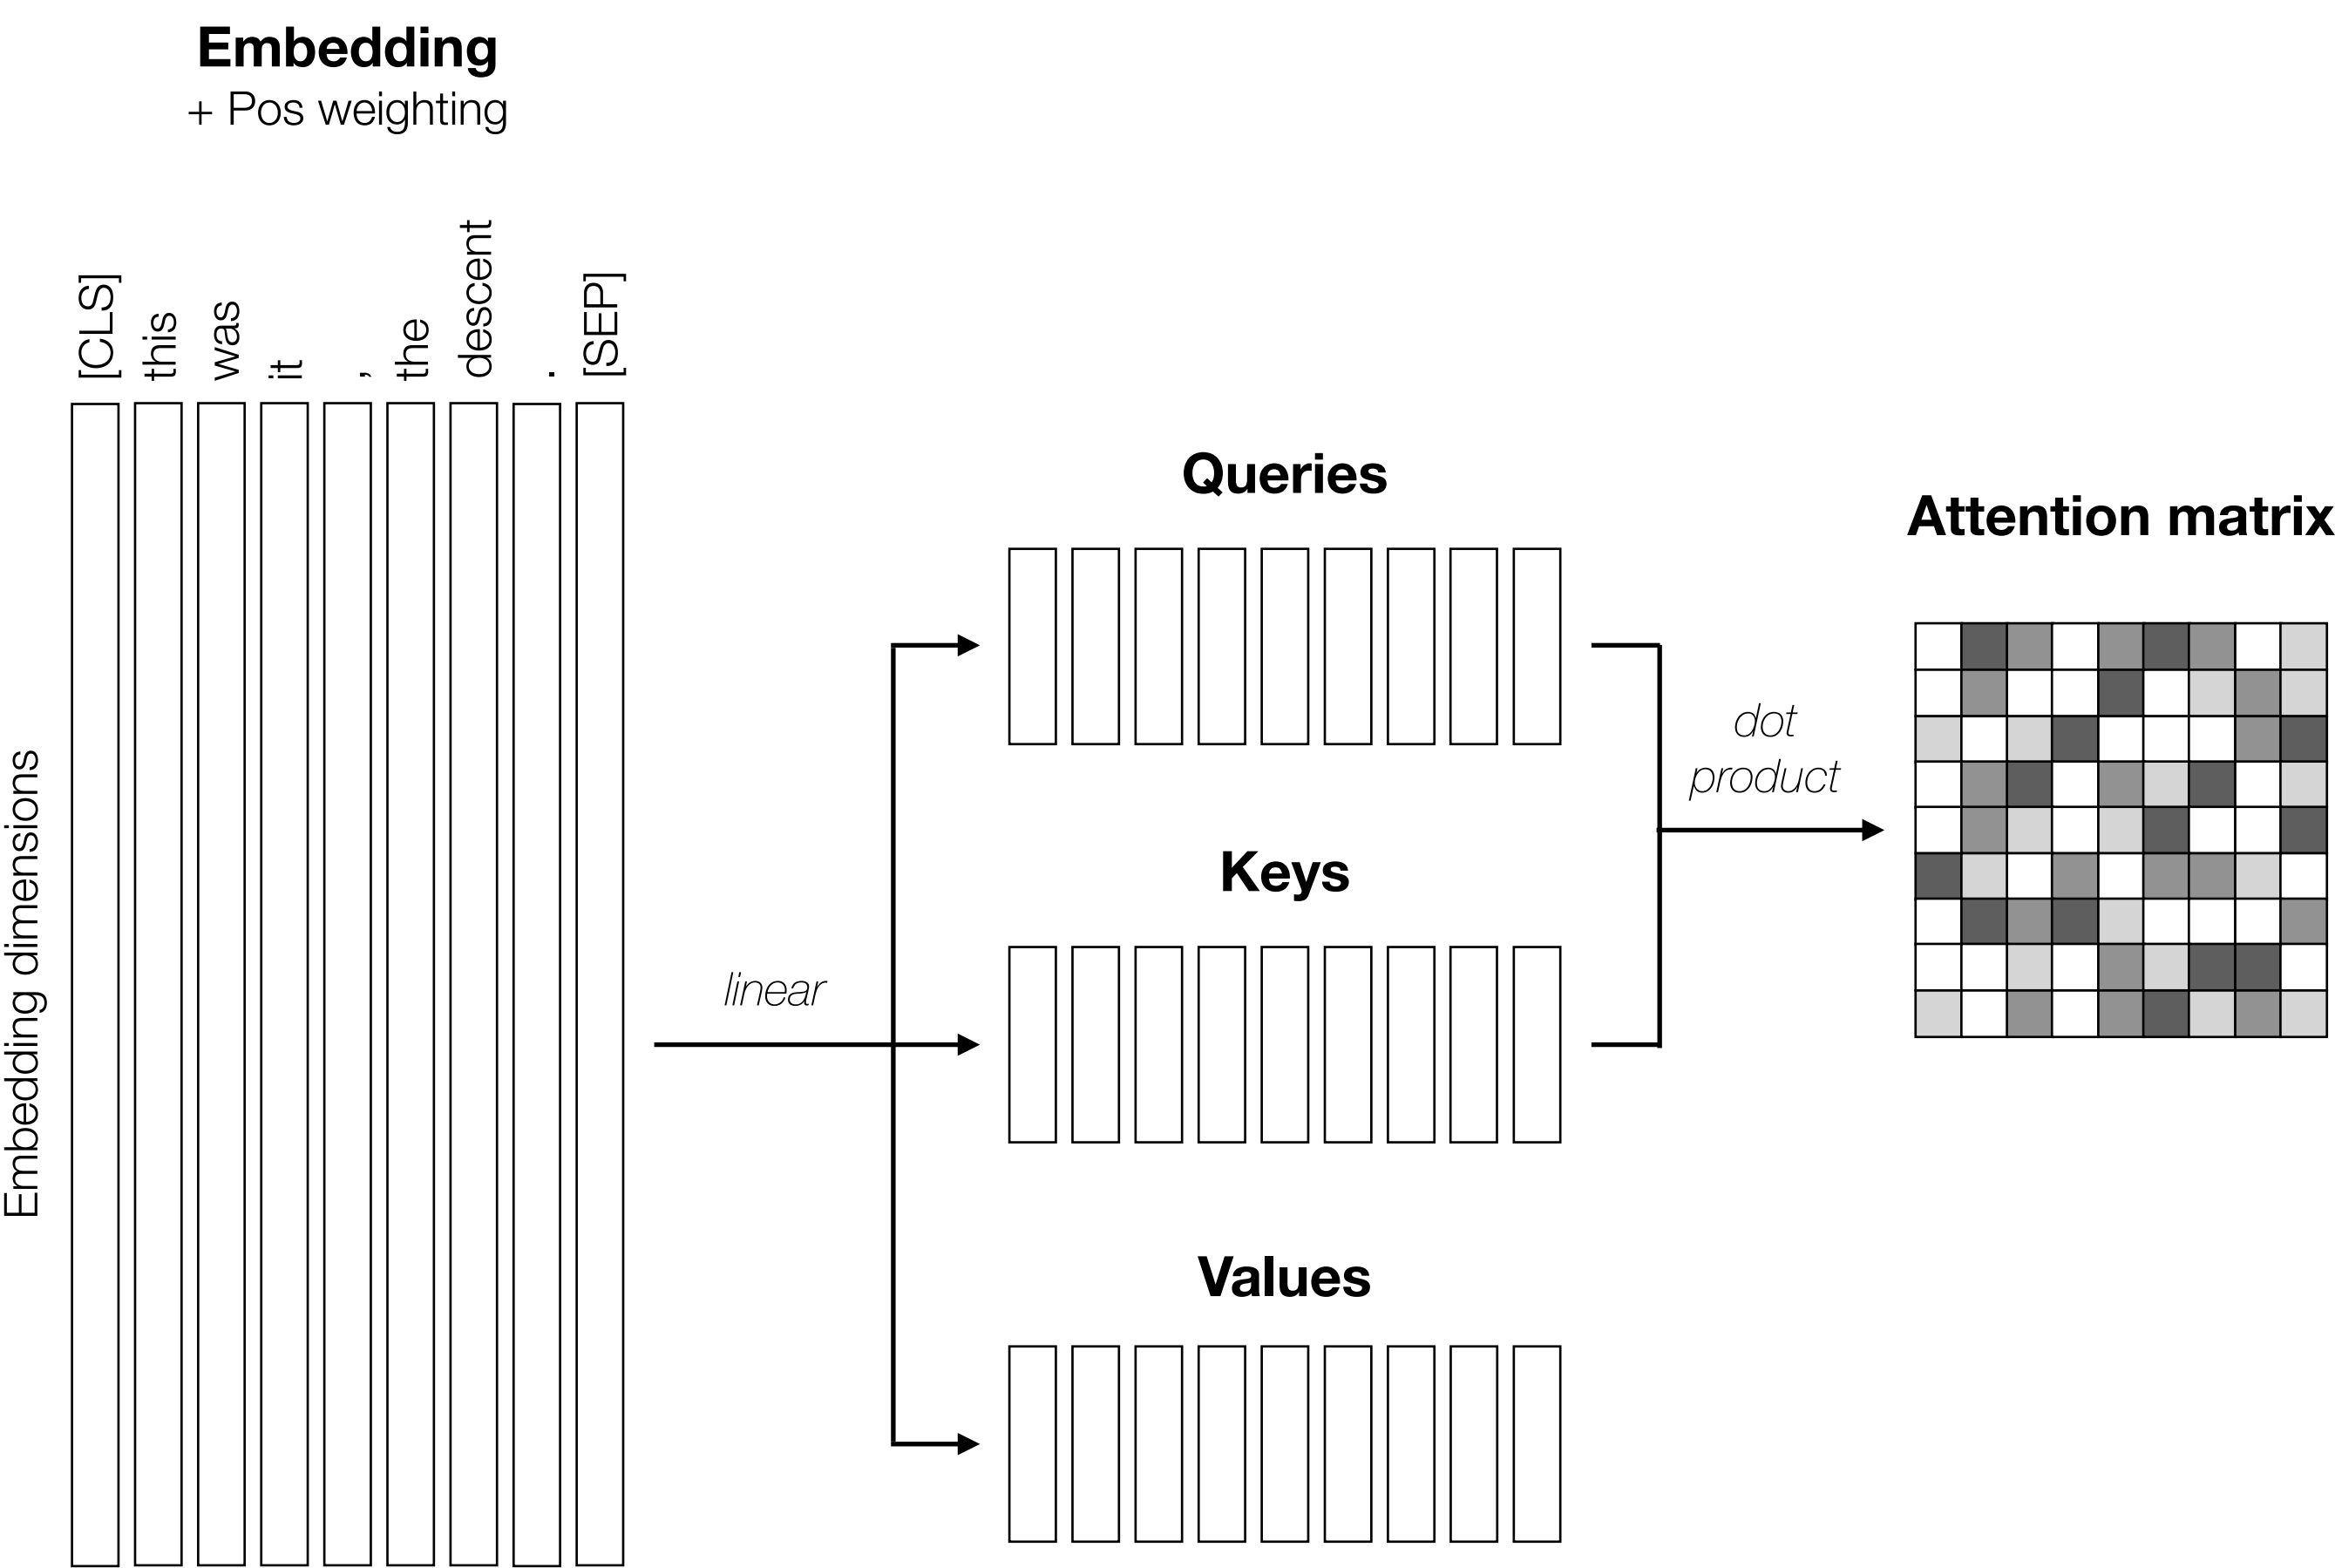 Embedding
+ Pos weighting
[CLS]
this
was
it
,
the
descent
.
[SEP]
Embedding dimensions
linear
Queries
Keys
Values
dot
product
Attention matrix